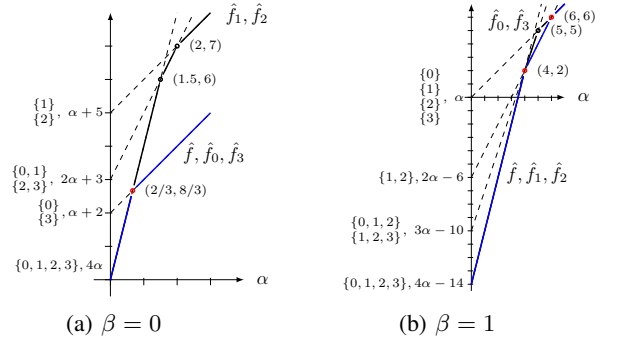 f̂₁, f̂₂
(2, 7)
(1.5, 6)
{1}
{2}, α + 5
f̂, f̂₀, f̂₃
{0, 1}
{2, 3}, 2α + 3
(2/3, 8/3)
{0}
{3}, α + 2
{0, 1, 2, 3}, 4α
α
(a) β = 0
(6, 6)
f̂₀, f̂₃
(5, 5)
(4, 2)
{0}
{1}
{2}, α
{3}
α
{1, 2}, 2α − 6
f̂, f̂₁, f̂₂
{0, 1, 2}
{1, 2, 3}, 3α − 10
{0, 1, 2, 3}, 4α − 14
(b) β = 1